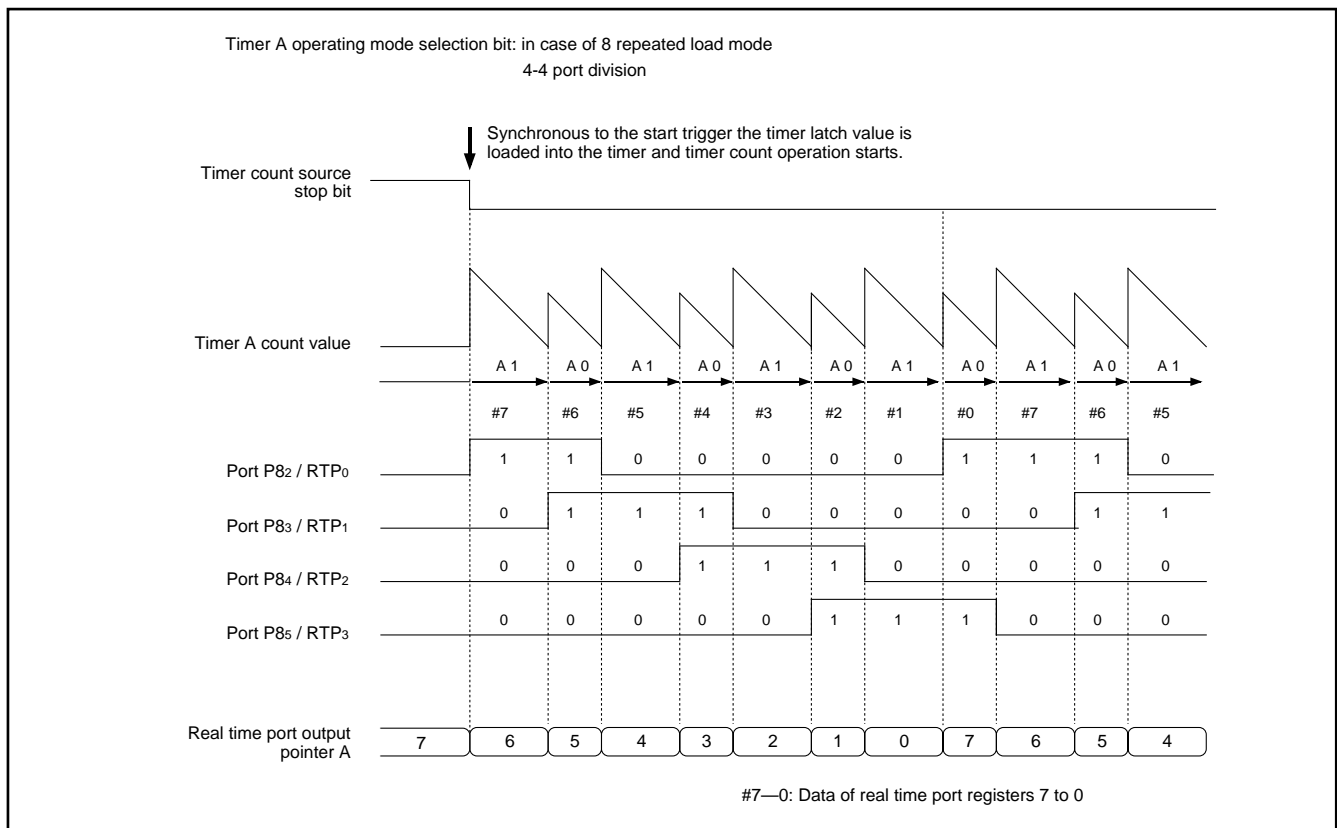 Timer A operating mode selection bit: in case of 8 repeated load mode
4-4 port division
Synchronous to the start trigger the timer latch value is
loaded into the timer and timer count operation starts.
Timer count source
stop bit
Timer A count value
A 1 A 0 A 1 A 0 A 1 A 0 A 1 A 0 A 1 A 0 A 1
#7 #6 #5 #4 #3 #2 #1 #0 #7 #6 #5
Port P82 / RTP0 1 1 0 0 0 0 0 1 1 1 0
Port P83 / RTP1 0 1 1 1 0 0 0 0 0 1 1
Port P84 / RTP2 0 0 0 1 1 1 0 0 0 0 0
Port P85 / RTP3 0 0 0 0 0 1 1 1 0 0 0
Real time port output
pointer A
7 6 5 4 3 2 1 0 7 6 5 4
#7—0: Data of real time port registers 7 to 0